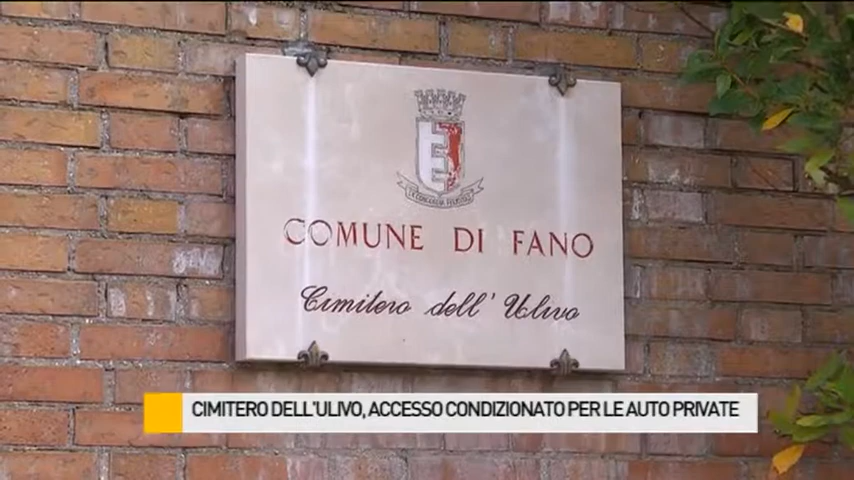 COMUNE DI FANO
Cimitero dell' Ulivo
CIMITERO DELL'ULIVO, ACCESSO CONDIZIONATO PER LE AUTO PRIVATE